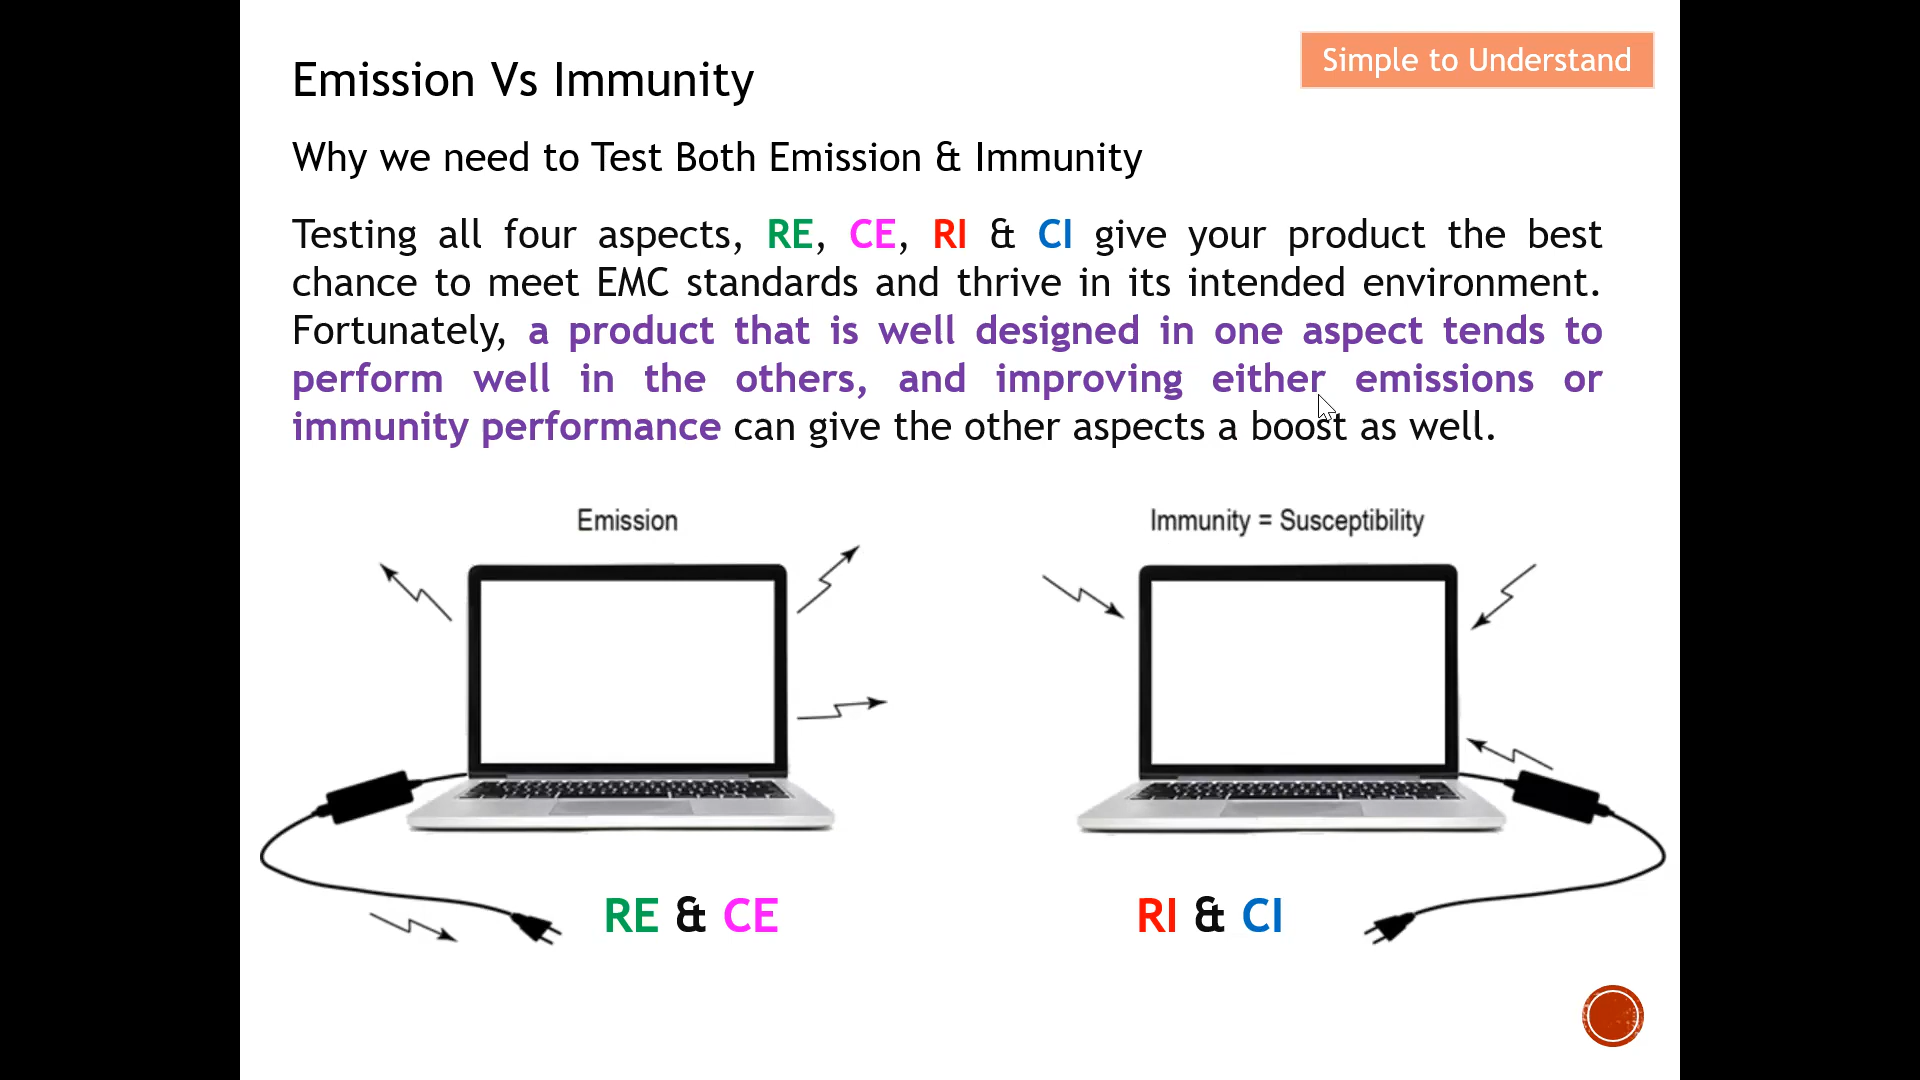 Simple to Understand
Emission Vs Immunity
Why we need to Test Both Emission & Immunity
Testing all four aspects, RE, CE, RI & CI give your product the best
chance to meet EMC standards and thrive in its intended environment.
Fortunately, a product that is well designed in one aspect tends to
perform well in the others, and improving either emissions or
immunity performance can give the other aspects a boost as well.
Emission
Immunity = Susceptibility
RE & CE
RI & CI